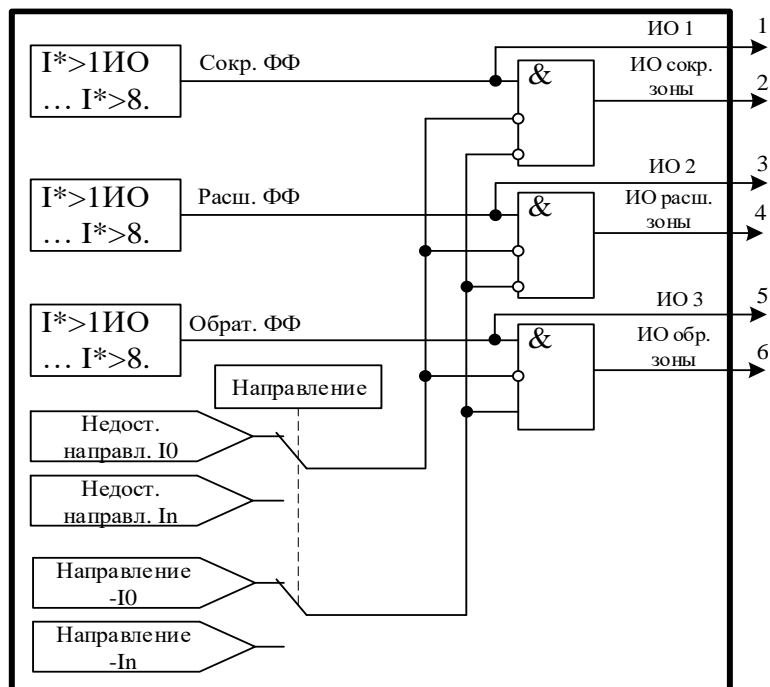 I*>1ИО
… I*>8.
Сокр. ФФ
ИО 1
1
&
ИО сокр.
зоны
2
I*>1ИО
… I*>8.
Расш. ФФ
ИО 2
3
&
ИО расш.
зоны
4
I*>1ИО
… I*>8.
Обрат. ФФ
ИО 3
5
&
ИО обр.
зоны
6
Направление
Недост.
направл. I0
Недост.
направл. In
Направление
-I0
Направление
-In